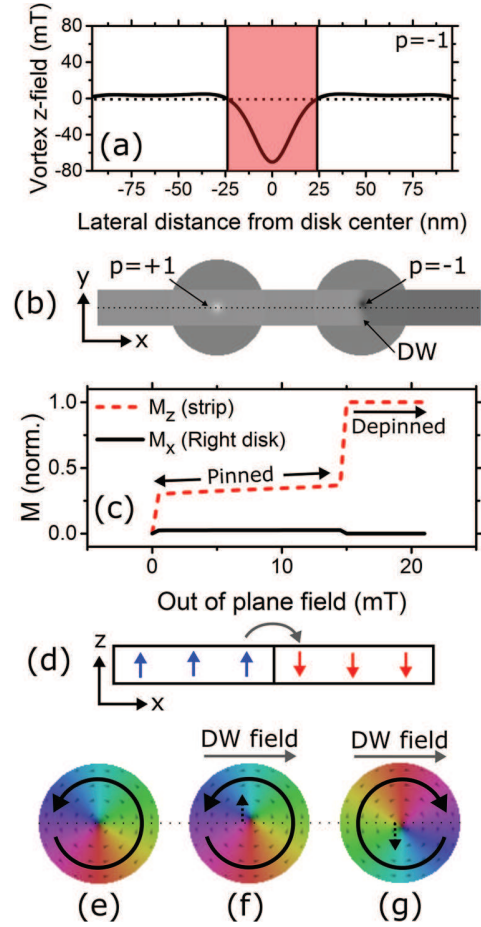 Vortex z-field (mT)
80
40
0
-40
-80
p=-1
(a)
-75 -50 -25 0 25 50 75
Lateral distance from disk center (nm)
(b)
y
x
p=+1
p=-1
DW
M (norm.)
1.0
0.5
0.0
M_z (strip)
M_x (Right disk)
Depinned
Pinned
(c)
0 10 20
Out of plane field (mT)
(d)
z
x
DW field DW field
(e) (f) (g)